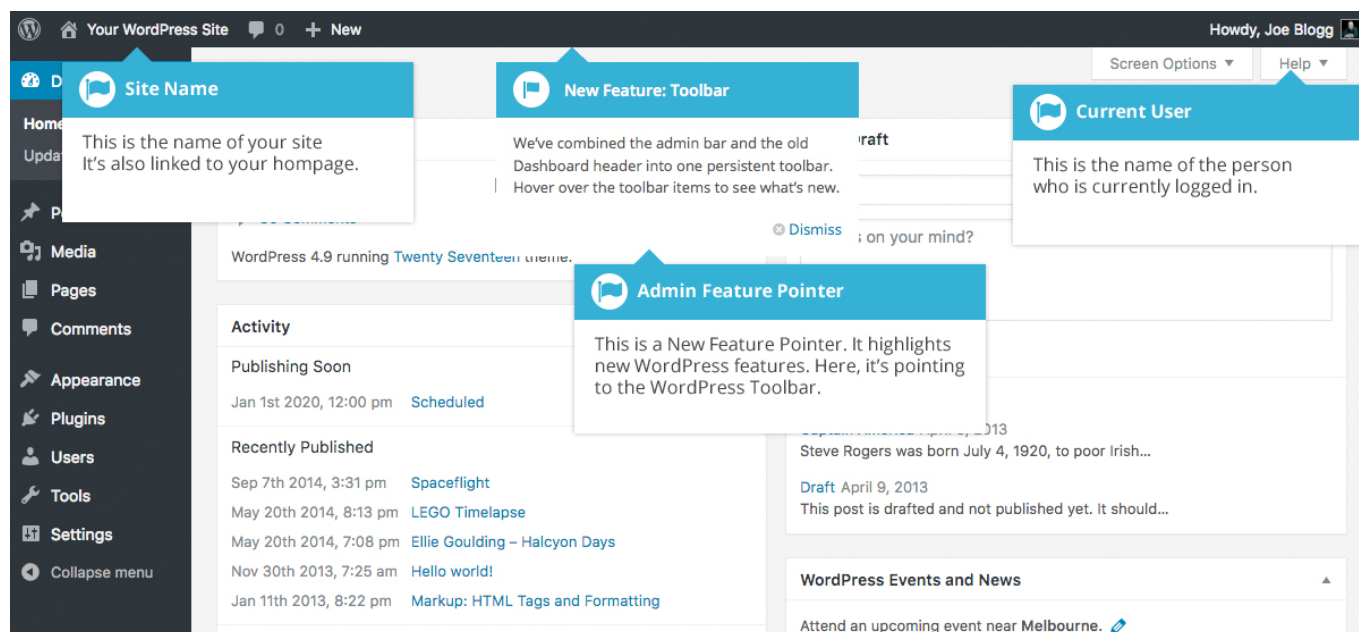 Your WordPress Site 0 New Howdy, Joe Blogg
Screen Options Help
Site Name
This is the name of your site
It's also linked to your hompage.
New Feature: Toolbar
We've combined the admin bar and the old
Dashboard header into one persistent toolbar.
Hover over the toolbar items to see what's new.
Dismiss
Current User
This is the name of the person
who is currently logged in.
Home
Media
Pages
Comments
Appearance
Plugins
Users
Tools
Settings
Collapse menu
WordPress 4.9 running Twenty Seventeen theme.
Admin Feature Pointer
This is a New Feature Pointer. It highlights
new WordPress features. Here, it's pointing
to the WordPress Toolbar.
Activity
Publishing Soon
Jan 1st 2020, 12:00 pm Scheduled
Recently Published
Sep 7th 2014, 3:31 pm Spaceflight
May 20th 2014, 8:13 pm LEGO Timelapse
May 20th 2014, 7:08 pm Ellie Goulding – Halcyon Days
Nov 30th 2013, 7:25 am Hello world!
Jan 11th 2013, 8:22 pm Markup: HTML Tags and Formatting
on your mind?
Steve Rogers was born July 4, 1920, to poor Irish...
Draft April 9, 2013
This post is drafted and not published yet. It should...
WordPress Events and News
Attend an upcoming event near Melbourne.